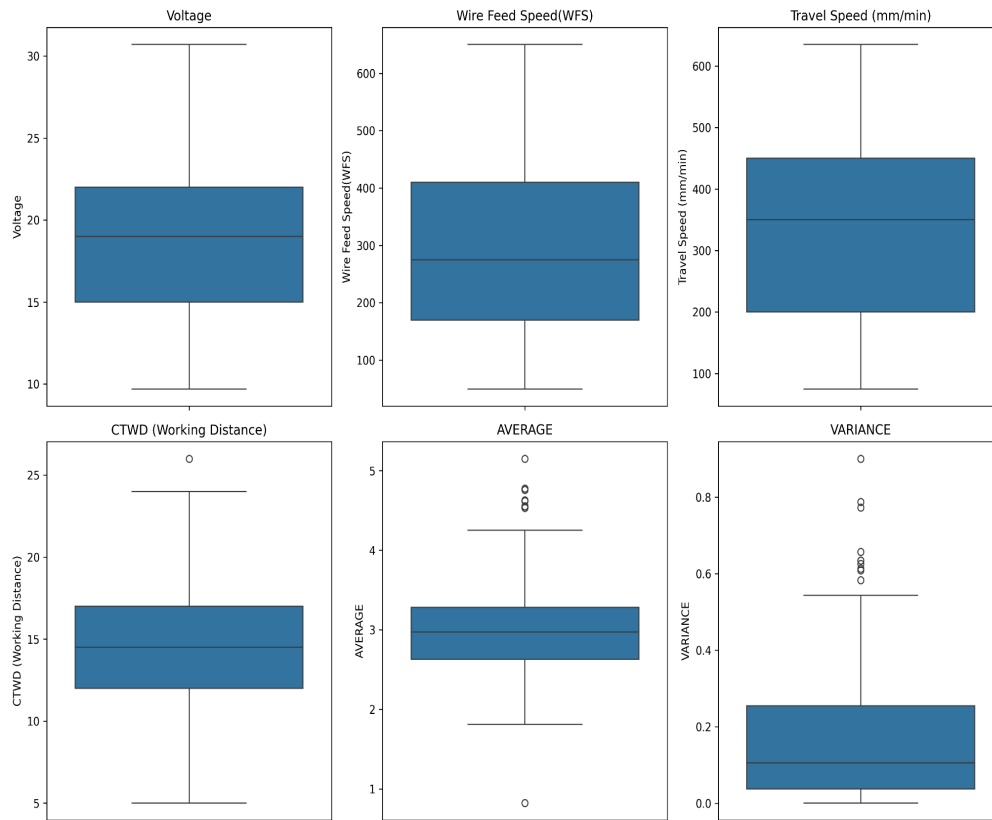 Voltage
Wire Feed Speed(WFS)
Travel Speed (mm/min)
30
25
20
15
10
Voltage
600
500
400
300
200
100
Wire Feed Speed(WFS)
600
500
400
300
200
100
Travel Speed (mm/min)
CTWD (Working Distance)
AVERAGE
VARIANCE
25
20
15
10
5
CTWD (Working Distance)
5
4
3
2
1
AVERAGE
0.8
0.6
0.4
0.2
0.0
VARIANCE